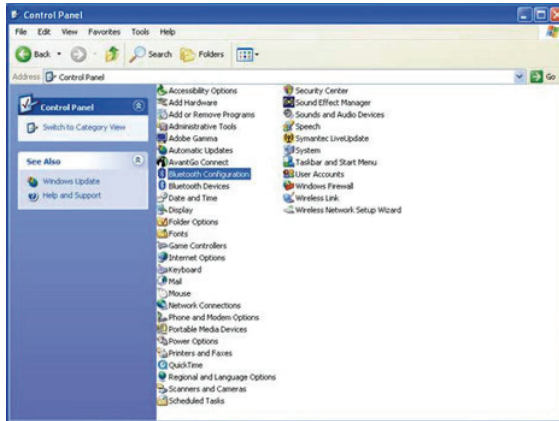 Control Panel
File Edit View Favorites Tools Help
Back Search Folders
Address Control Panel Go
Control Panel
Switch to Category View
See Also
Windows Update
Help and Support
Accessibility Options
Add Hardware
Add or Remove Programs
Administrative Tools
Adobe Gamma
Automatic Updates
AvantGo Connect
Bluetooth Configuration
Bluetooth Devices
Date and Time
Display
Folder Options
Fonts
Game Controllers
Internet Options
Keyboard
Mail
Mouse
Network Connections
Phone and Modem Options
Portable Media Devices
Power Options
Printers and Faxes
QuickTime
Regional and Language Options
Scanners and Cameras
Scheduled Tasks
Security Center
Sound Effect Manager
Sounds and Audio Devices
Speech
Symantec LiveUpdate
System
Taskbar and Start Menu
User Accounts
Windows Firewall
Wireless Link
Wireless Network Setup Wizard